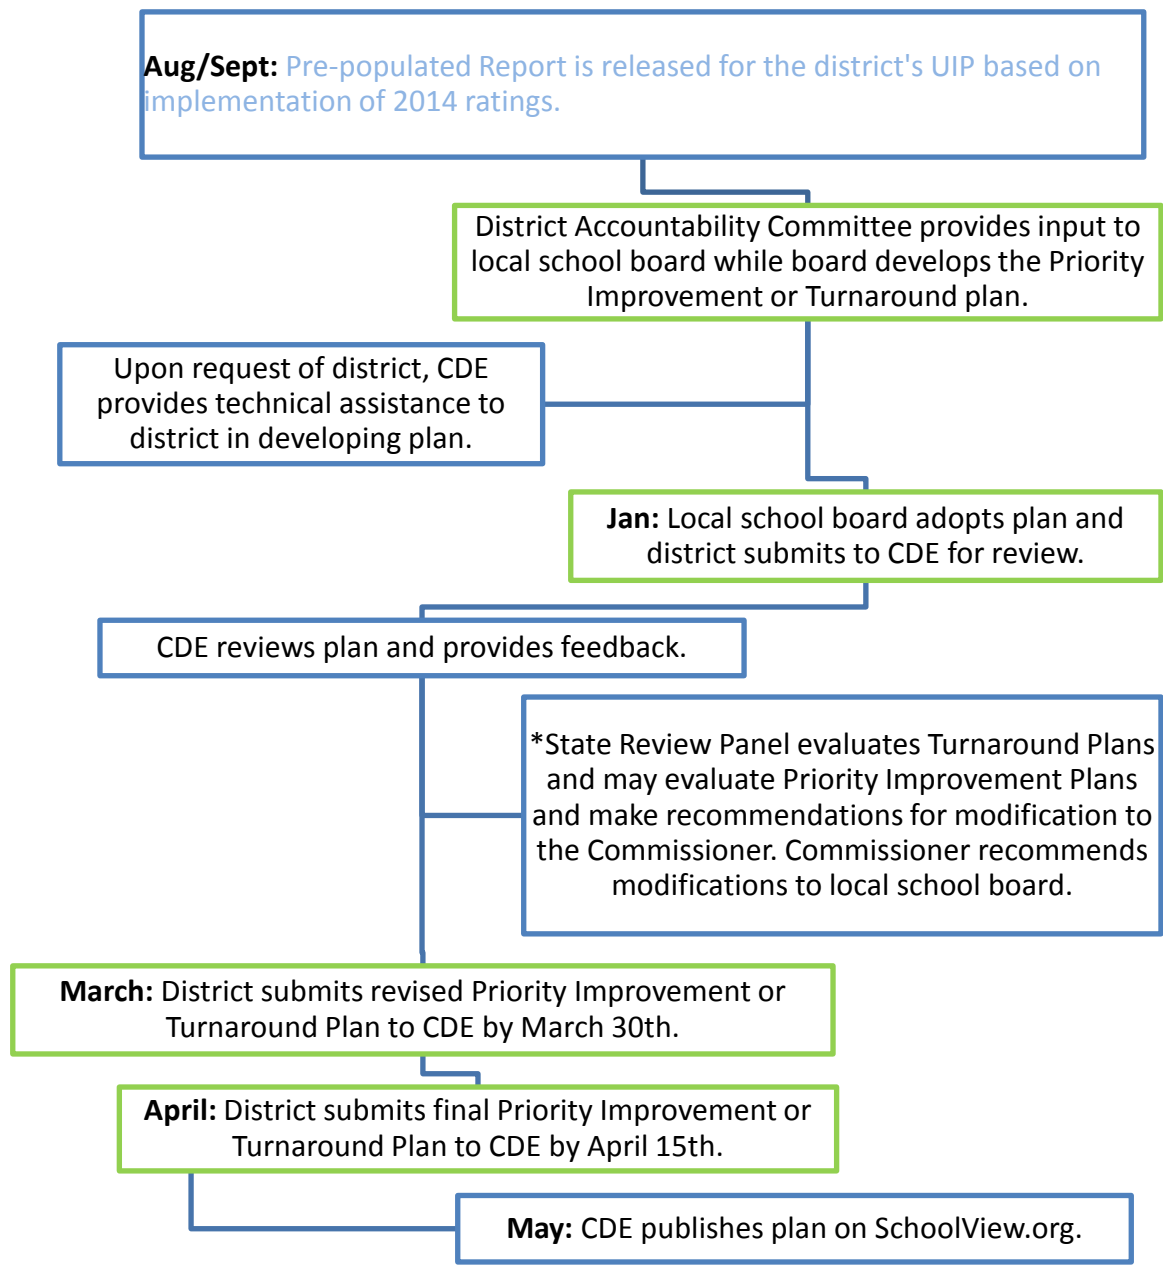 Aug/Sept: Pre-populated Report is released for the district's UIP based on
implementation of 2014 ratings.
District Accountability Committee provides input to
local school board while board develops the Priority
Improvement or Turnaround plan.
Upon request of district, CDE
provides technical assistance to
district in developing plan.
Jan: Local school board adopts plan and
district submits to CDE for review.
CDE reviews plan and provides feedback.
*State Review Panel evaluates Turnaround Plans
and may evaluate Priority Improvement Plans
and make recommendations for modification to
the Commissioner. Commissioner recommends
modifications to local school board.
March: District submits revised Priority Improvement or
Turnaround Plan to CDE by March 30th.
April: District submits final Priority Improvement or
Turnaround Plan to CDE by April 15th.
May: CDE publishes plan on SchoolView.org.